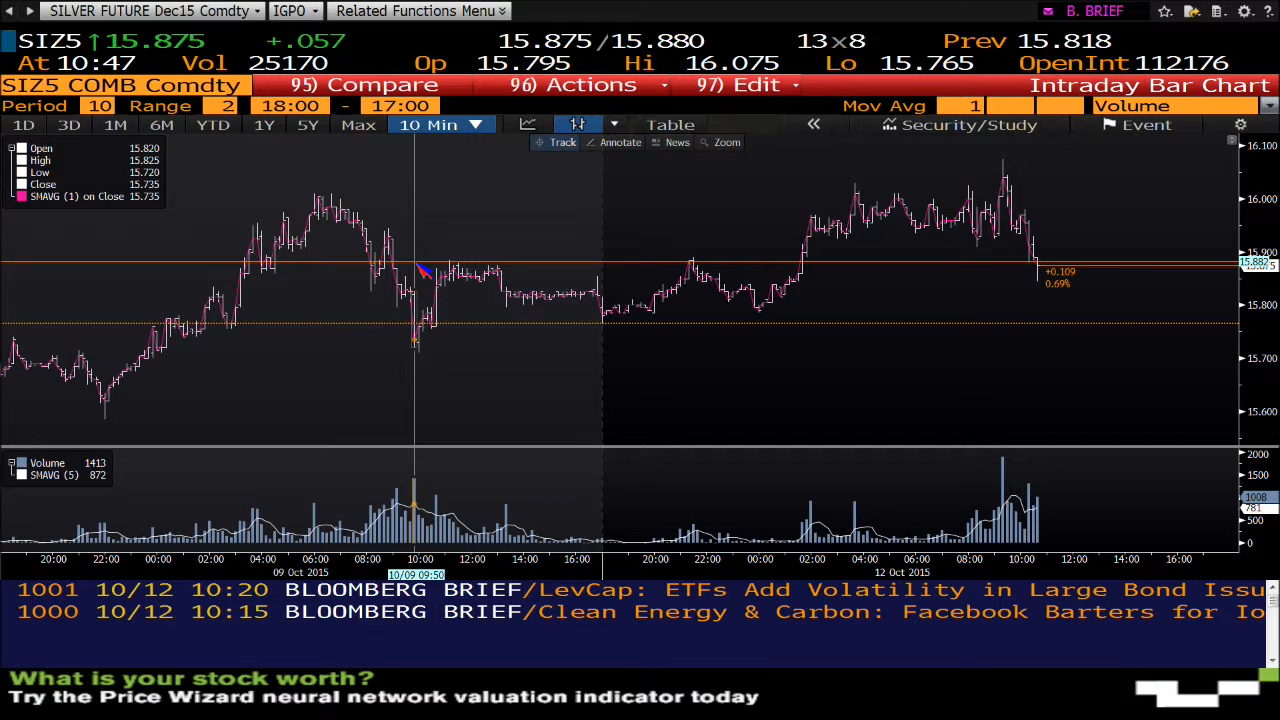 SILVER FUTURE Dec15 Comdty IGPO Related Functions Menu B. BRIEF
SIZ5 ↑15.875 +.057 15.875/15.880 13×8 Prev 15.818
At 10:47 Vol 25170 Op 15.795 Hi 16.075 Lo 15.765 OpenInt 112176
SIZ5 COMB Comdty 95) Compare 96) Actions 97) Edit Intraday Bar Chart
Period 10 Range 2 18:00 - 17:00 Mov Avg 1 Volume
1D 3D 1M 6M YTD 1Y 5Y Max 10 Min Table Security/Study Event
Track Annotate News Zoom
Open 15.820
High 15.825
Low 15.720
Close 15.735
SMAVG (1) on Close 15.735
16.100
16.000
15.900
15.882
+0.109
0.69%
15.800
15.700
15.600
Volume 1413
SMAVG (5) 872
2000
1500
1008
781
500
0
20:00 22:00 00:00 02:00 04:00 06:00 08:00 10:00 12:00 14:00 16:00 20:00 22:00 00:00 02:00 04:00 06:00 08:00 10:00 12:00 14:00 16:00
09 Oct 2015 10/09 09:50 12 Oct 2015
1001 10/12 10:20 BLOOMBERG BRIEF/LevCap: ETFs Add Volatility in Large Bond Issu
1000 10/12 10:15 BLOOMBERG BRIEF/Clean Energy & Carbon: Facebook Barters for Io
What is your stock worth?
Try the Price Wizard neural network valuation indicator today